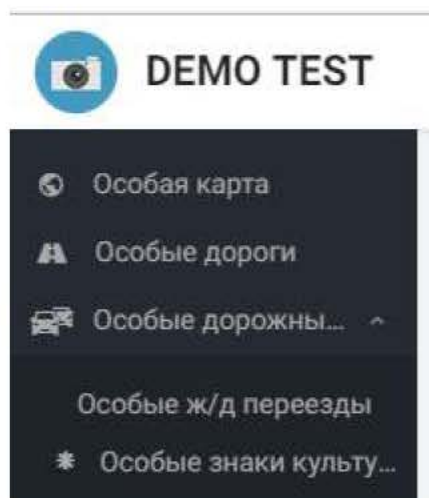 DEMO TEST
Особая карта
Особые дороги
Особые дорожны...
Особые ж/д переезды
Особые знаки культу...